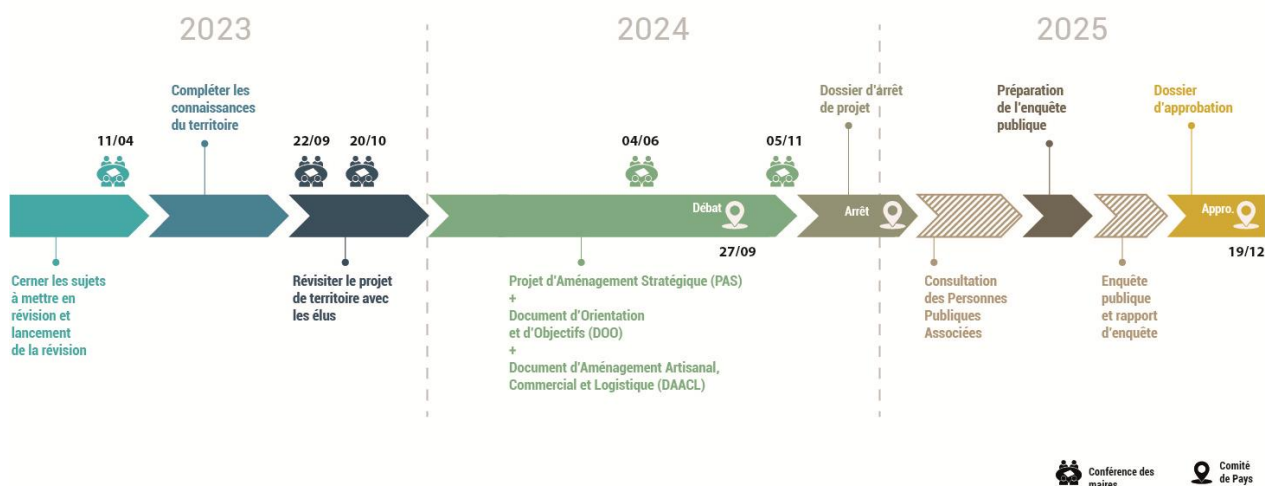 2023
2024
2025
Compléter les
connaissances
du territoire
Dossier d'arrêt
de projet
Préparation
de l'enquête
publique
Dossier
d'approbation
11/04
22/09
20/10
04/06
05/11
Débat
Arrêt
Appro.
27/09
19/12
Cerner les sujets
à mettre en
révision et
lancement
de la révision
Révisiter le projet
de territoire avec
les élus
Projet d'Aménagement Stratégique (PAS)
+
Document d'Orientation
et d'Objectifs (DOO)
+
Document d'Aménagement Artisanal,
Commercial et Logistique (DAACL)
Consultation
des Personnes
Publiques
Associées
Enquête
publique
et rapport
d'enquête
Conférence des
maires
Comité
de Pays